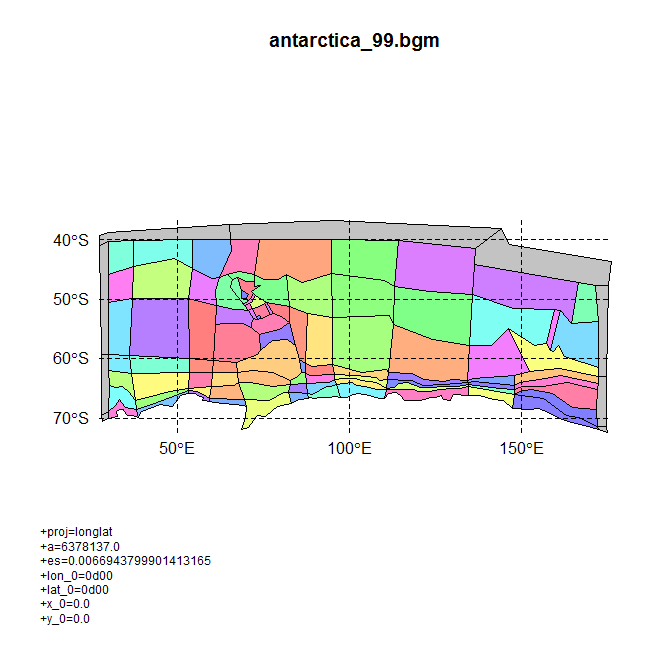 antarctica_99.bgm
40°S
50°S
60°S
70°S
50°E
100°E
150°E
+proj=longlat
+a=6378137.0
+es=0.0066943799901413165
+lon_0=0d00
+lat_0=0d00
+x_0=0.0
+y_0=0.0